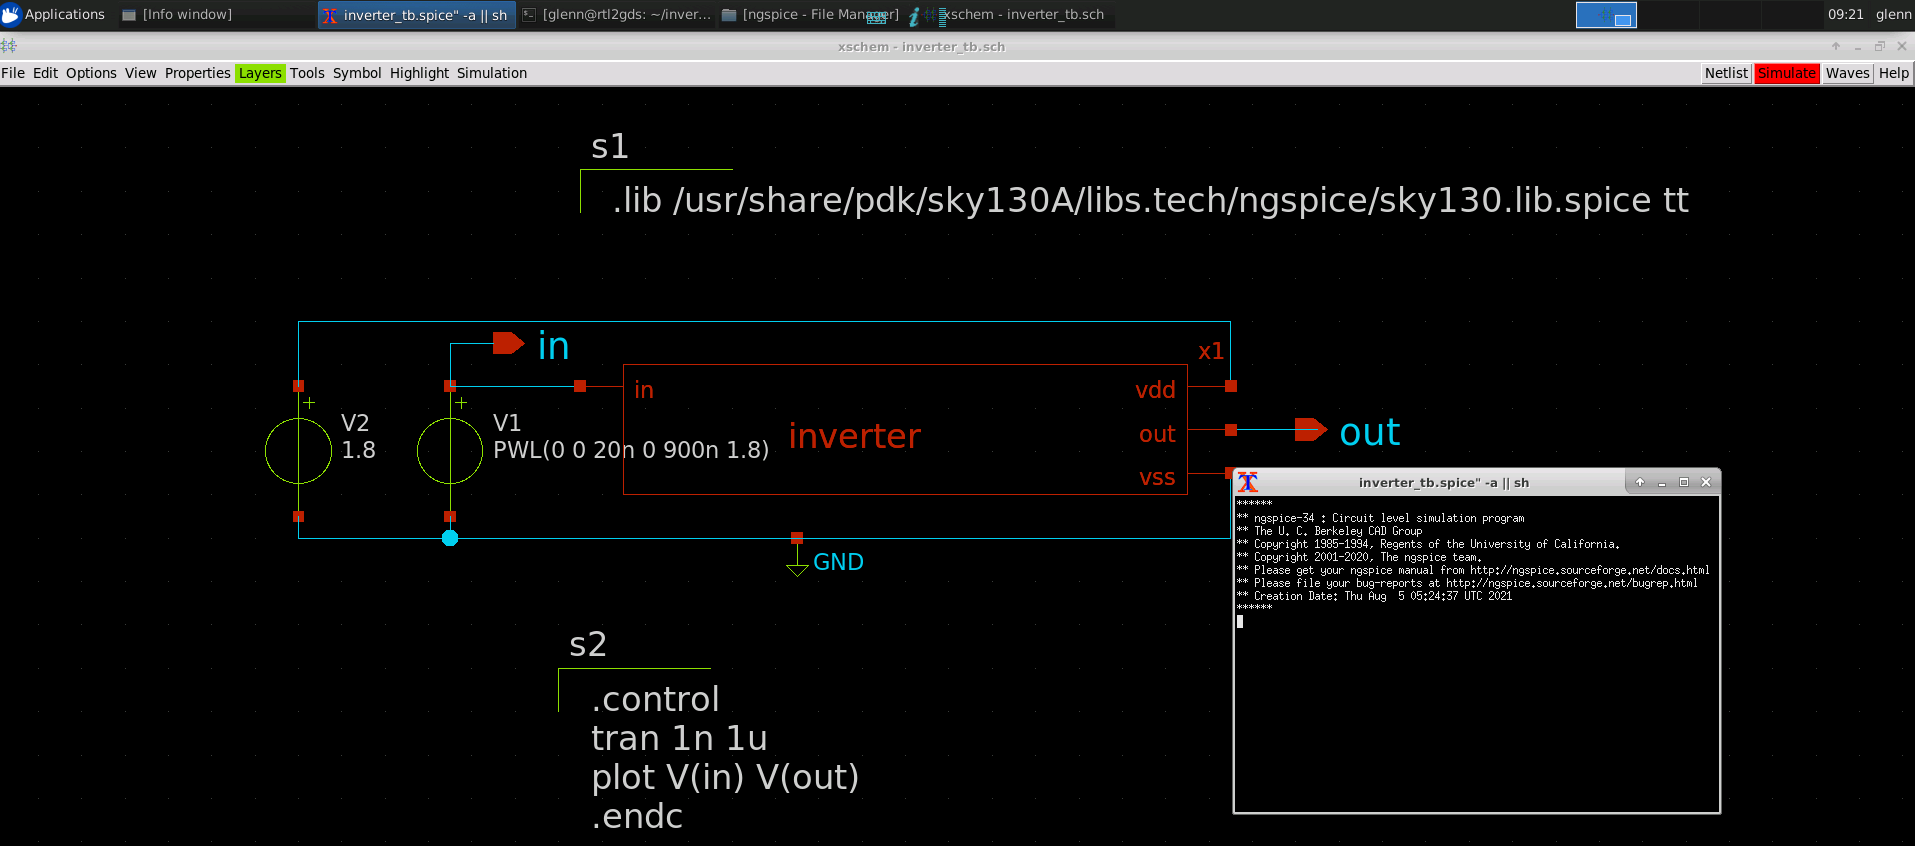 Applications
[Info window]
inverter_tb.spice" -a || sh
[glenn@rtl2gds: ~/inver...
[ngspice - File Manager]
xschem - inverter_tb.sch
09:21
glenn
xschem - inverter_tb.sch
File Edit Options View Properties Layers Tools Symbol Highlight Simulation
Netlist Simulate Waves Help
s1
.lib /usr/share/pdk/sky130A/libs.tech/ngspice/sky130.lib.spice tt
in
x1
in
vdd
V2
1.8
V1
PWL(0 0 20n 0 900n 1.8)
inverter
out
out
vss
GND
inverter_tb.spice" -a || sh
******
** ngspice-34 : Circuit level simulation program
** The U. C. Berkeley CAD Group
** Copyright 1985-1994, Regents of the University of California.
** Copyright 2001-2020, The ngspice team.
** Please get your ngspice manual from http://ngspice.sourceforge.net/docs.html
** Please file your bug-reports at http://ngspice.sourceforge.net/bugrep.html
** Creation Date: Thu Aug  5 05:24:37 UTC 2021
******
s2
.control
tran 1n 1u
plot V(in) V(out)
.endc